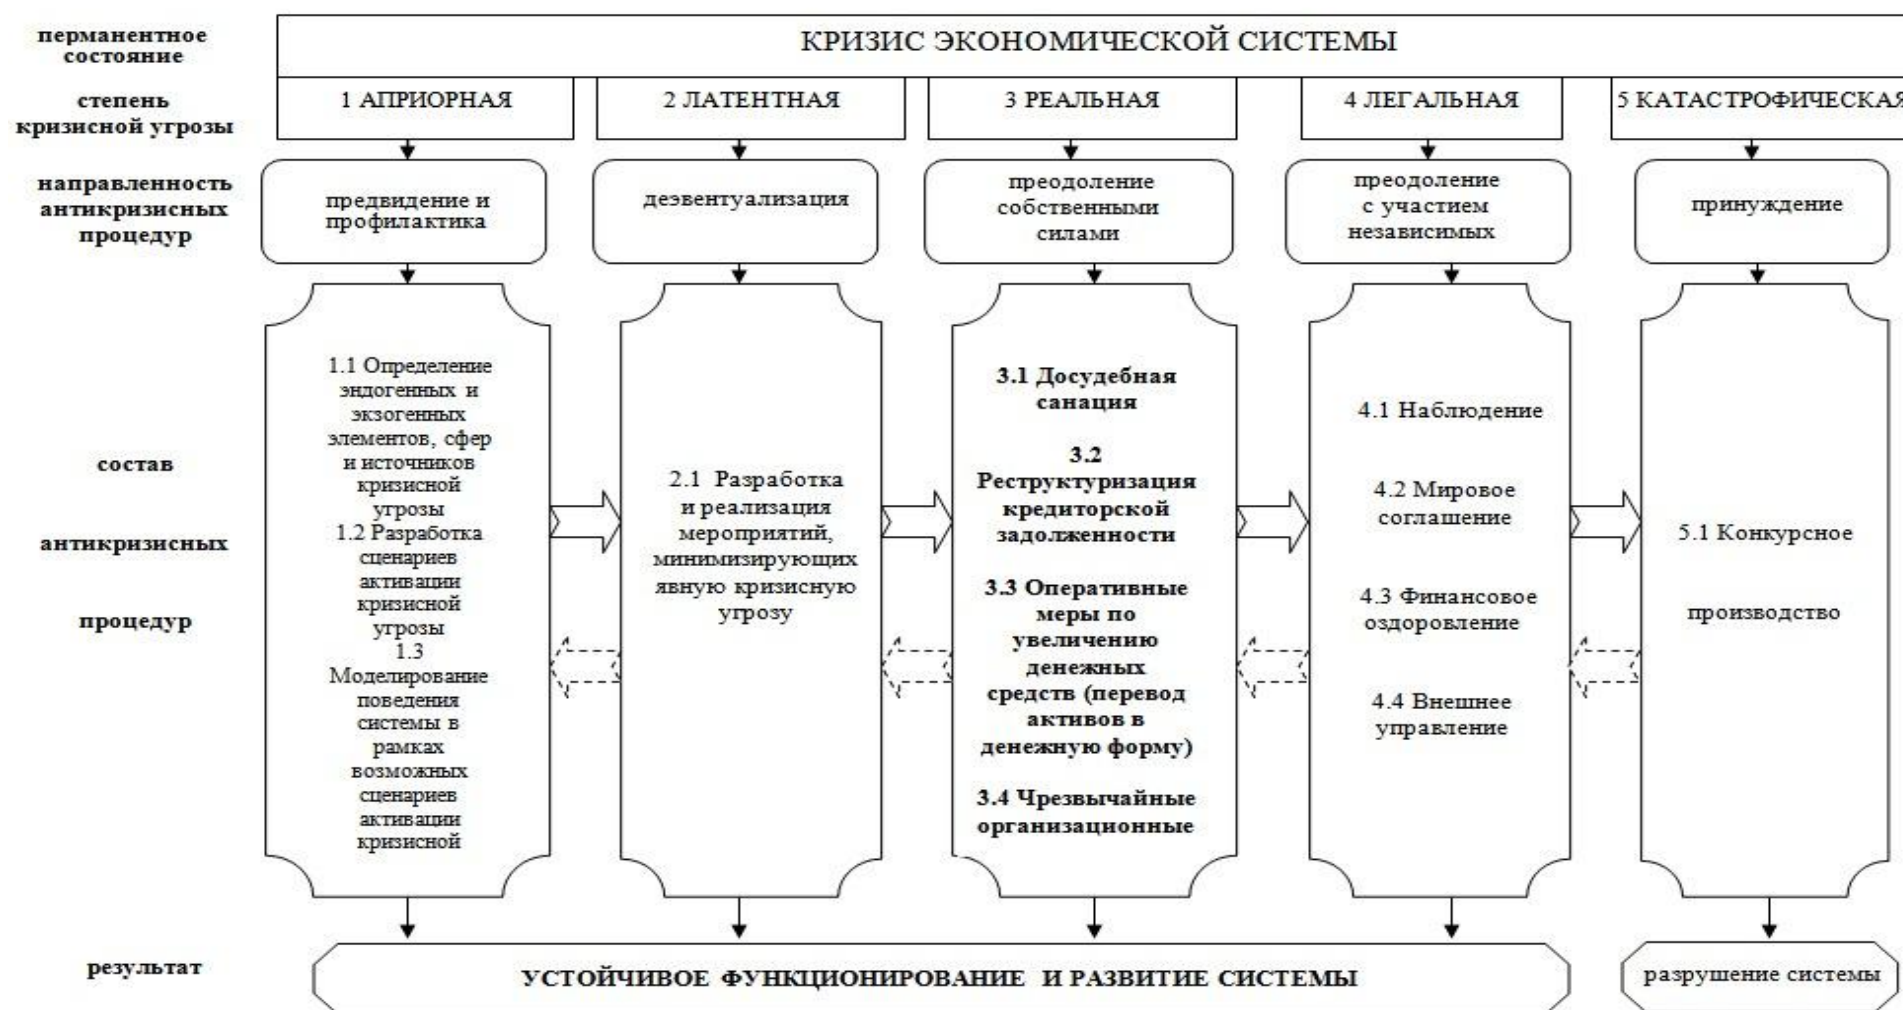 перманентное
состояние
КРИЗИС ЭКОНОМИЧЕСКОЙ СИСТЕМЫ
степень
кризисной угрозы
1 АПРИОРНАЯ
2 ЛАТЕНТНАЯ
3 РЕАЛЬНАЯ
4 ЛЕГАЛЬНАЯ
5 КАТАСТРОФИЧЕСКАЯ
направленность
антикризисных
процедур
предвидение и
профилактика
деэвентуализация
преодоление
собственными
силами
преодоление
с участием
независимых
принуждение
состав
антикризисных
процедур
1.1 Определение
эндогенных и
экзогенных
элементов, сфер
и источников
кризисной
угрозы
1.2 Разработка
сценариев
активации
кризисной
угрозы
1.3
Моделирование
поведения
системы в
рамках
возможных
сценариев
активации
кризисной
2.1 Разработка
и реализация
мероприятий,
минимизирующих
явную кризисную
угрозу
3.1 Досудебная
санация
3.2
Реструктуризация
кредиторской
задолженности
3.3 Оперативные
меры по
увеличению
денежных
средств (перевод
активов в
денежную форму)
3.4 Чрезвычайные
организационные
4.1 Наблюдение
4.2 Мировое
соглашение
4.3 Финансовое
оздоровление
4.4 Внешнее
управление
5.1 Конкурсное
производство
результат
УСТОЙЧИВОЕ ФУНКЦИОНИРОВАНИЕ И РАЗВИТИЕ СИСТЕМЫ
разрушение системы